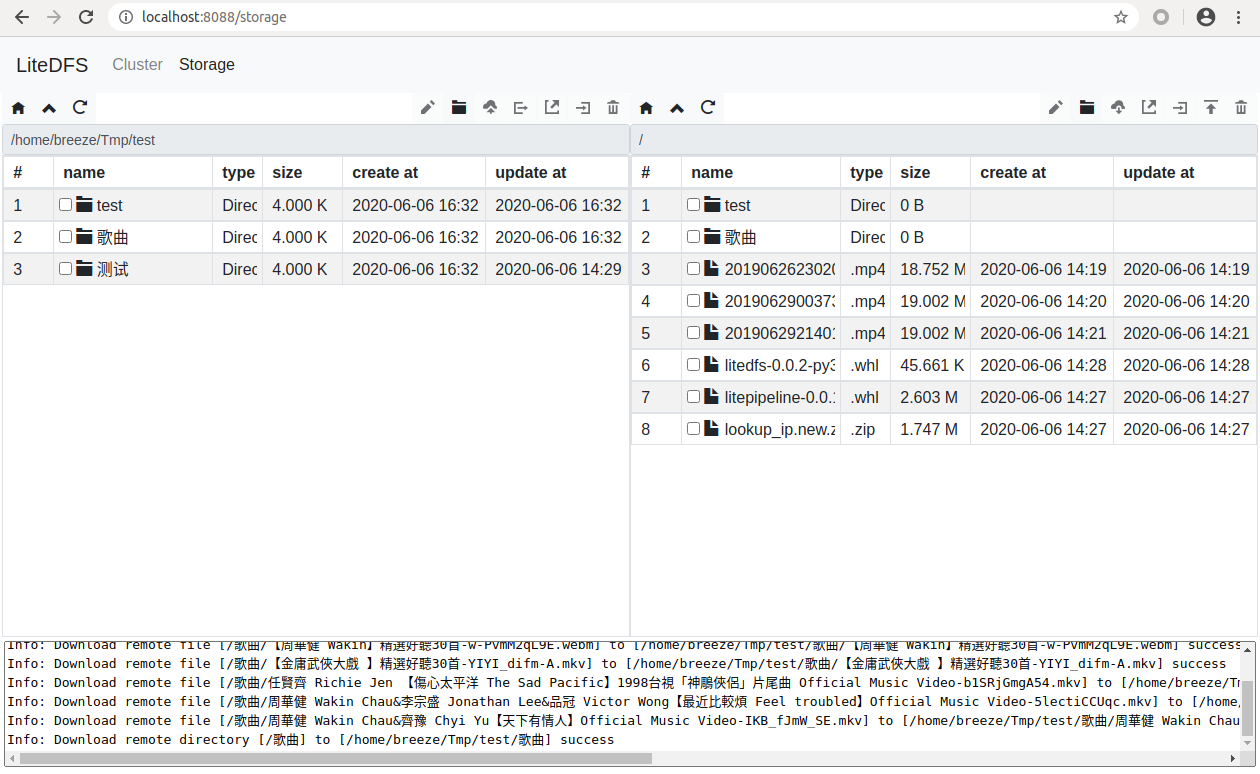 localhost:8088/storage
LiteDFS Cluster Storage
/home/breeze/Tmp/test
# name type size create at update at
1 test Direc 4.000 K 2020-06-06 16:32 2020-06-06 16:32
2 歌曲 Direc 4.000 K 2020-06-06 16:32 2020-06-06 16:32
3 测试 Direc 4.000 K 2020-06-06 16:32 2020-06-06 14:29
/
# name type size create at update at
1 test Direc 0 B
2 歌曲 Direc 0 B
3 2019062623020 .mp4 18.752 M 2020-06-06 14:19 2020-06-06 14:19
4 2019062900373 .mp4 19.002 M 2020-06-06 14:20 2020-06-06 14:20
5 2019062921401 .mp4 19.002 M 2020-06-06 14:21 2020-06-06 14:21
6 litedfs-0.0.2-py3 .whl 45.661 K 2020-06-06 14:28 2020-06-06 14:28
7 litepipeline-0.0.1 .whl 2.603 M 2020-06-06 14:27 2020-06-06 14:27
8 lookup_ip.new.z .zip 1.747 M 2020-06-06 14:27 2020-06-06 14:27
Info: Download remote file [/歌曲/【周華健 Wakin】精選好聽30首-w-PvmM2qL9E.webm] to [/home/breeze/Tmp/test/歌曲/【周華健 Wakin】精選好聽30首-w-PvmM2qL9E.webm] success
Info: Download remote file [/歌曲/【金庸武俠大戲 】精選好聽30首-YIYI_difm-A.mkv] to [/home/breeze/Tmp/test/歌曲/【金庸武俠大戲 】精選好聽30首-YIYI_difm-A.mkv] success
Info: Download remote file [/歌曲/任賢齊 Richie Jen 【傷心太平洋 The Sad Pacific】1998台視「神鵰俠侶」片尾曲 Official Music Video-b1SRjGmgA54.mkv] to [/home/breeze/Tm
Info: Download remote file [/歌曲/周華健 Wakin Chau&李宗盛 Jonathan Lee&品冠 Victor Wong【最近比較煩 Feel troubled】Official Music Video-5lectiCCUqc.mkv] to [/home/
Info: Download remote file [/歌曲/周華健 Wakin Chau&齊豫 Chyi Yu【天下有情人】Official Music Video-IKB_fJmW_SE.mkv] to [/home/breeze/Tmp/test/歌曲/周華健 Wakin Chau
Info: Download remote directory [/歌曲] to [/home/breeze/Tmp/test/歌曲] success